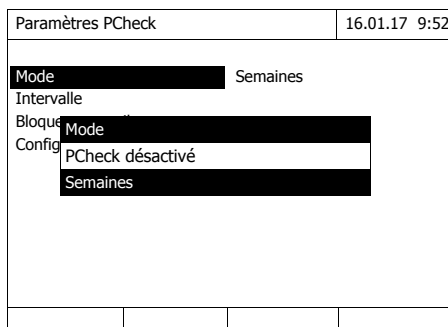 Paramètres PCheck 16.01.17 9:52
Mode Semaines
Intervalle
Mode
PCheck désactivé
Semaines